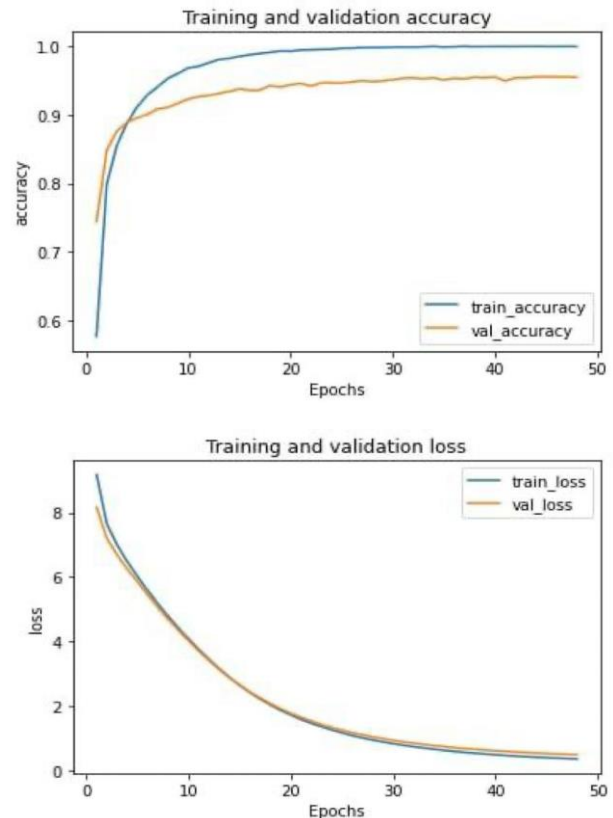 Training and validation accuracy
1.0
0.9
0.8
0.7
0.6
accuracy
train_accuracy
val_accuracy
0 10 20 30 40 50
Epochs
Training and validation loss
8
6
4
2
0
loss
train_loss
val_loss
0 10 20 30 40 50
Epochs